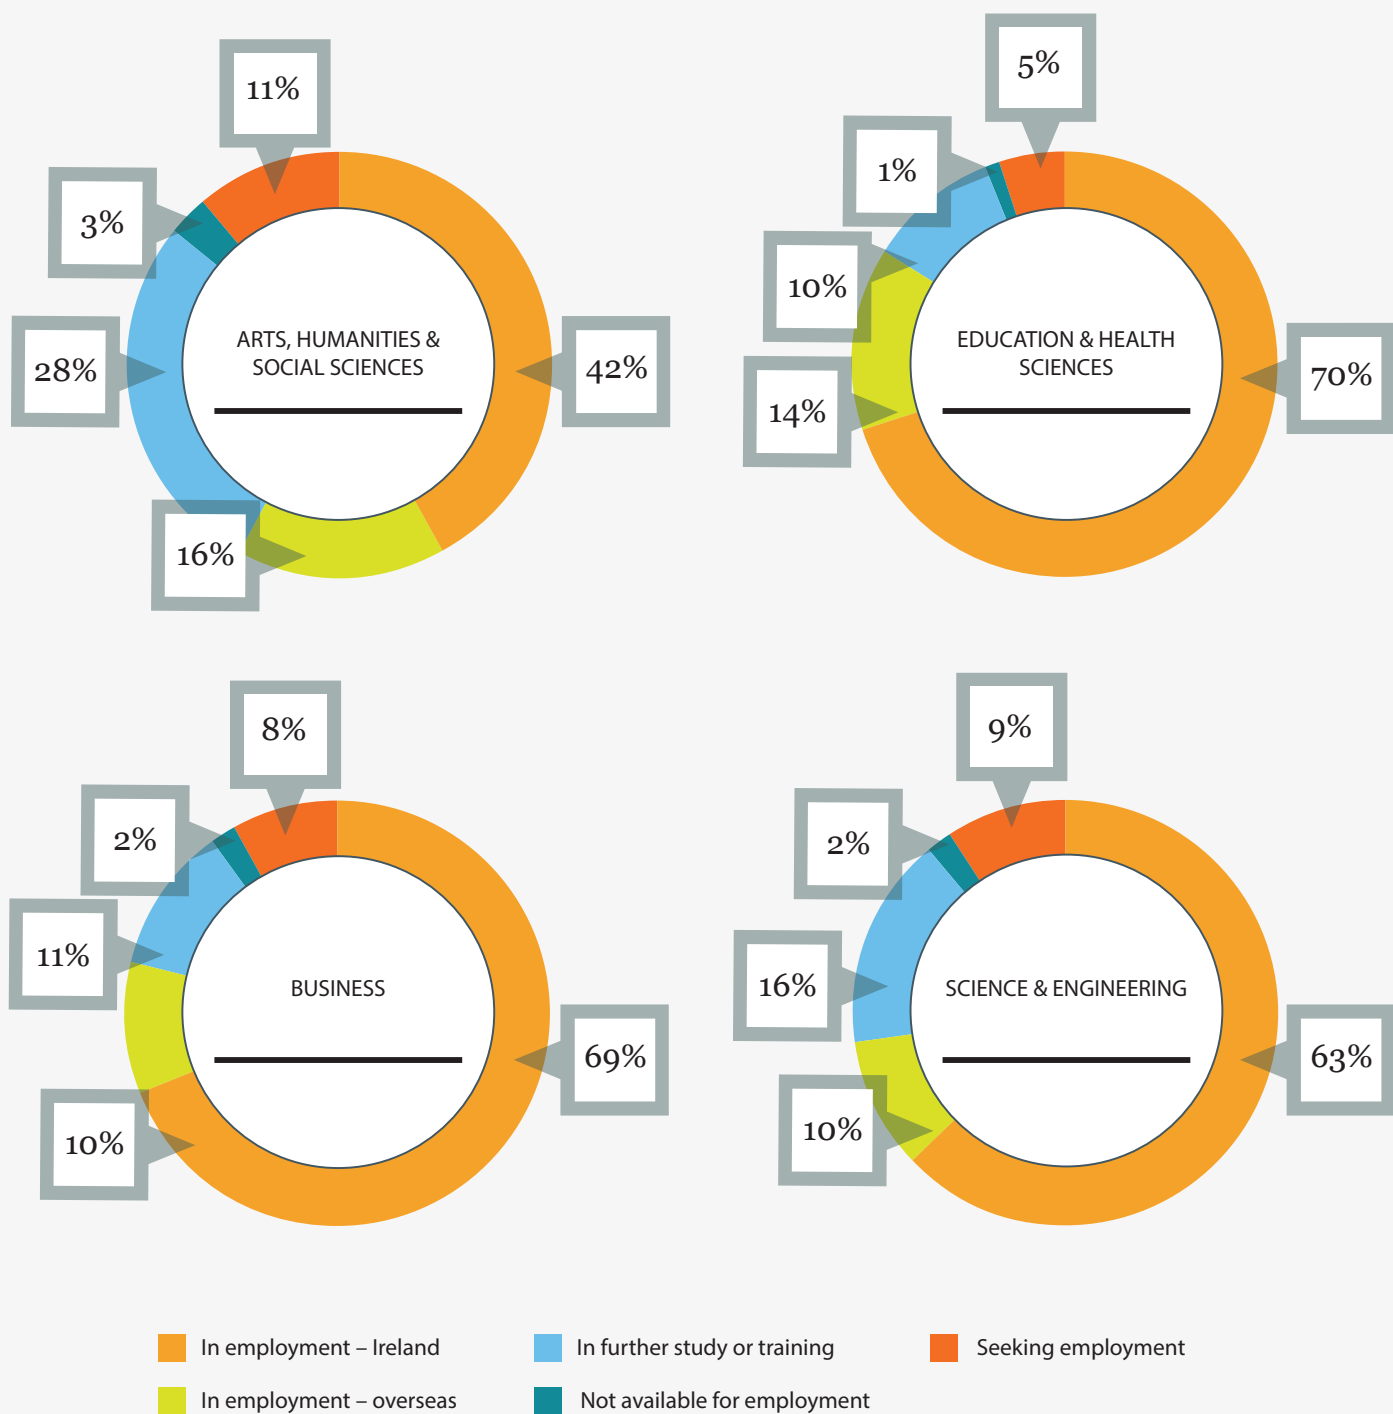 11%
3%
28%
16%
42%
ARTS, HUMANITIES &
SOCIAL SCIENCES
5%
1%
10%
14%
70%
EDUCATION & HEALTH
SCIENCES
8%
2%
11%
10%
69%
BUSINESS
9%
2%
16%
10%
63%
SCIENCE & ENGINEERING
In employment – Ireland
In further study or training
Seeking employment
In employment – overseas
Not available for employment